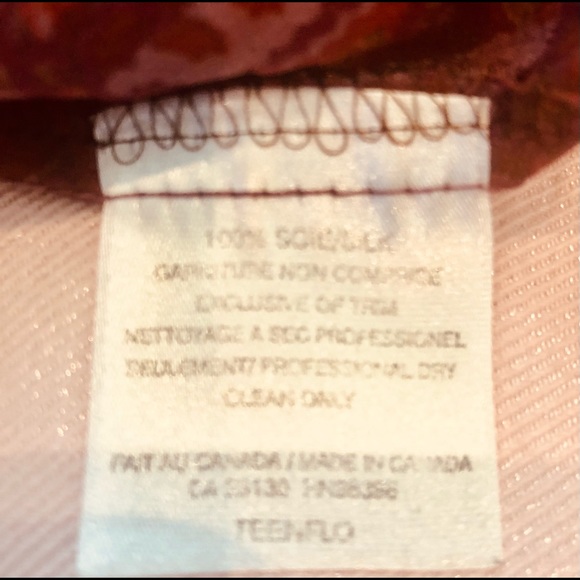 100% SOIE/SILK
GARNITURE NON COMPRISE
EXCLUSIVE OF TRIM
NETTOYAGE A SEC PROFESSIONEL
SEULEMENT/ PROFESSIONAL DRY
CLEAN ONLY
FAIT AU CANADA / MADE IN CANADA
CA
TEENFLO